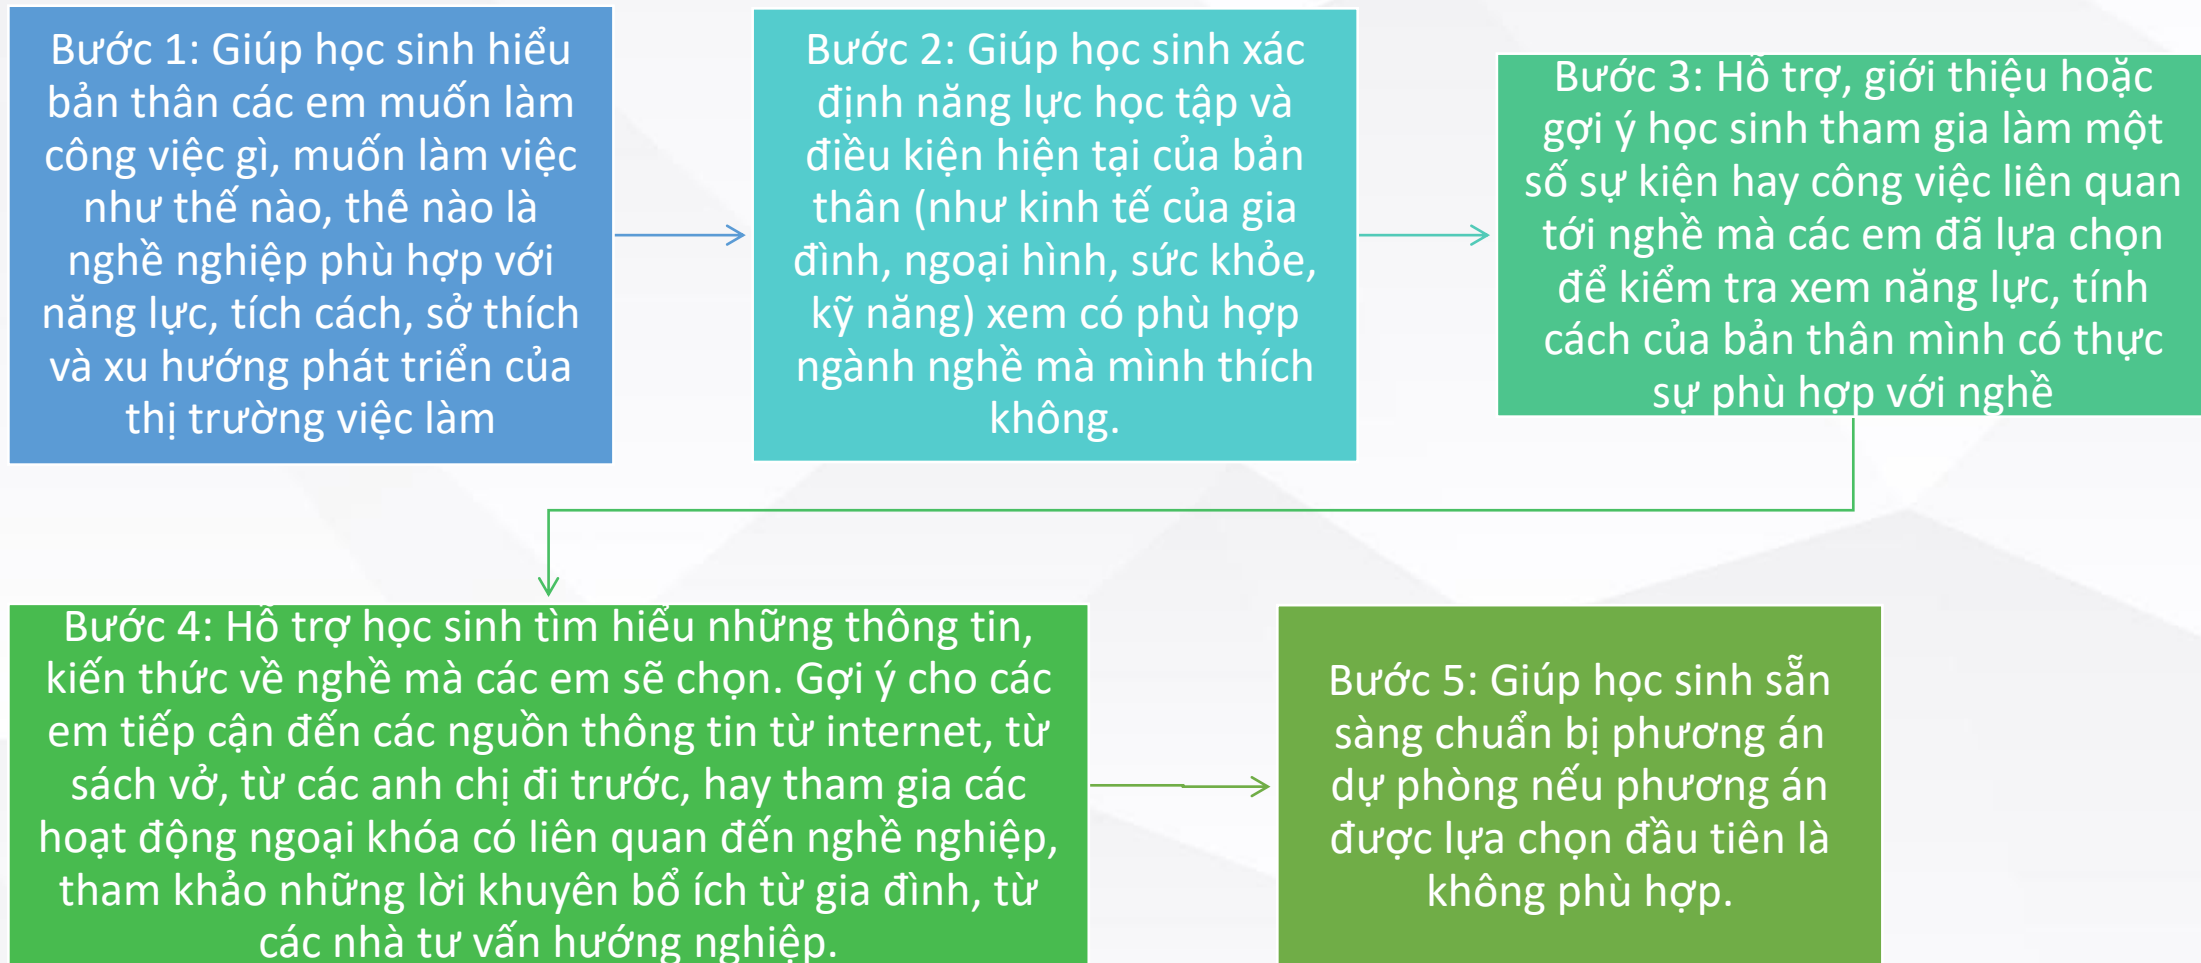 Bước 1: Giúp học sinh hiểu
bản thân các em muốn làm
công việc gì, muốn làm việc
như thế nào, thế nào là
nghề nghiệp phù hợp với
năng lực, tích cách, sở thích
và xu hướng phát triển của
thị trường việc làm
Bước 2: Giúp học sinh xác
định năng lực học tập và
điều kiện hiện tại của bản
thân (như kinh tế của gia
đình, ngoại hình, sức khỏe,
kỹ năng) xem có phù hợp
ngành nghề mà mình thích
không.
Bước 3: Hỗ trợ, giới thiệu hoặc
gợi ý học sinh tham gia làm một
số sự kiện hay công việc liên quan
tới nghề mà các em đã lựa chọn
để kiểm tra xem năng lực, tính
cách của bản thân mình có thực
sự phù hợp với nghề
Bước 4: Hỗ trợ học sinh tìm hiểu những thông tin,
kiến thức về nghề mà các em sẽ chọn. Gợi ý cho các
em tiếp cận đến các nguồn thông tin từ internet, từ
sách vở, từ các anh chị đi trước, hay tham gia các
hoạt động ngoại khóa có liên quan đến nghề nghiệp,
tham khảo những lời khuyên bổ ích từ gia đình, từ
các nhà tư vấn hướng nghiệp.
Bước 5: Giúp học sinh sẵn
sàng chuẩn bị phương án
dự phòng nếu phương án
được lựa chọn đầu tiên là
không phù hợp.